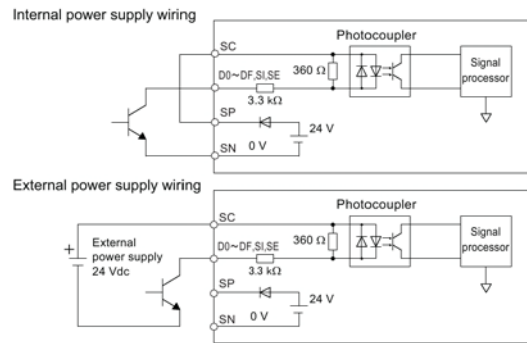 Internal power supply wiring
SC
Photocoupler
360 Ω
Signal
processor
D0~DF,SI,SE
3.3 kΩ
SP
24 V
0 V
SN
External power supply wiring
SC
Photocoupler
+
External
power supply
24 Vdc
360 Ω
Signal
processor
D0~DF,SI,SE
3.3 kΩ
SP
24 V
0 V
SN